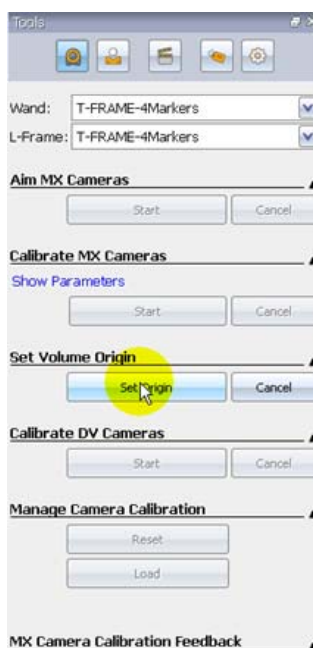 Tools
Wand: T-FRAME-4Markers
L-Frame: T-FRAME-4Markers
Aim MX Cameras
Start Cancel
Calibrate MX Cameras
Show Parameters
Start Cancel
Set Volume Origin
Set Origin Cancel
Calibrate DV Cameras
Start Cancel
Manage Camera Calibration
Reset
Load
MX Camera Calibration Feedback